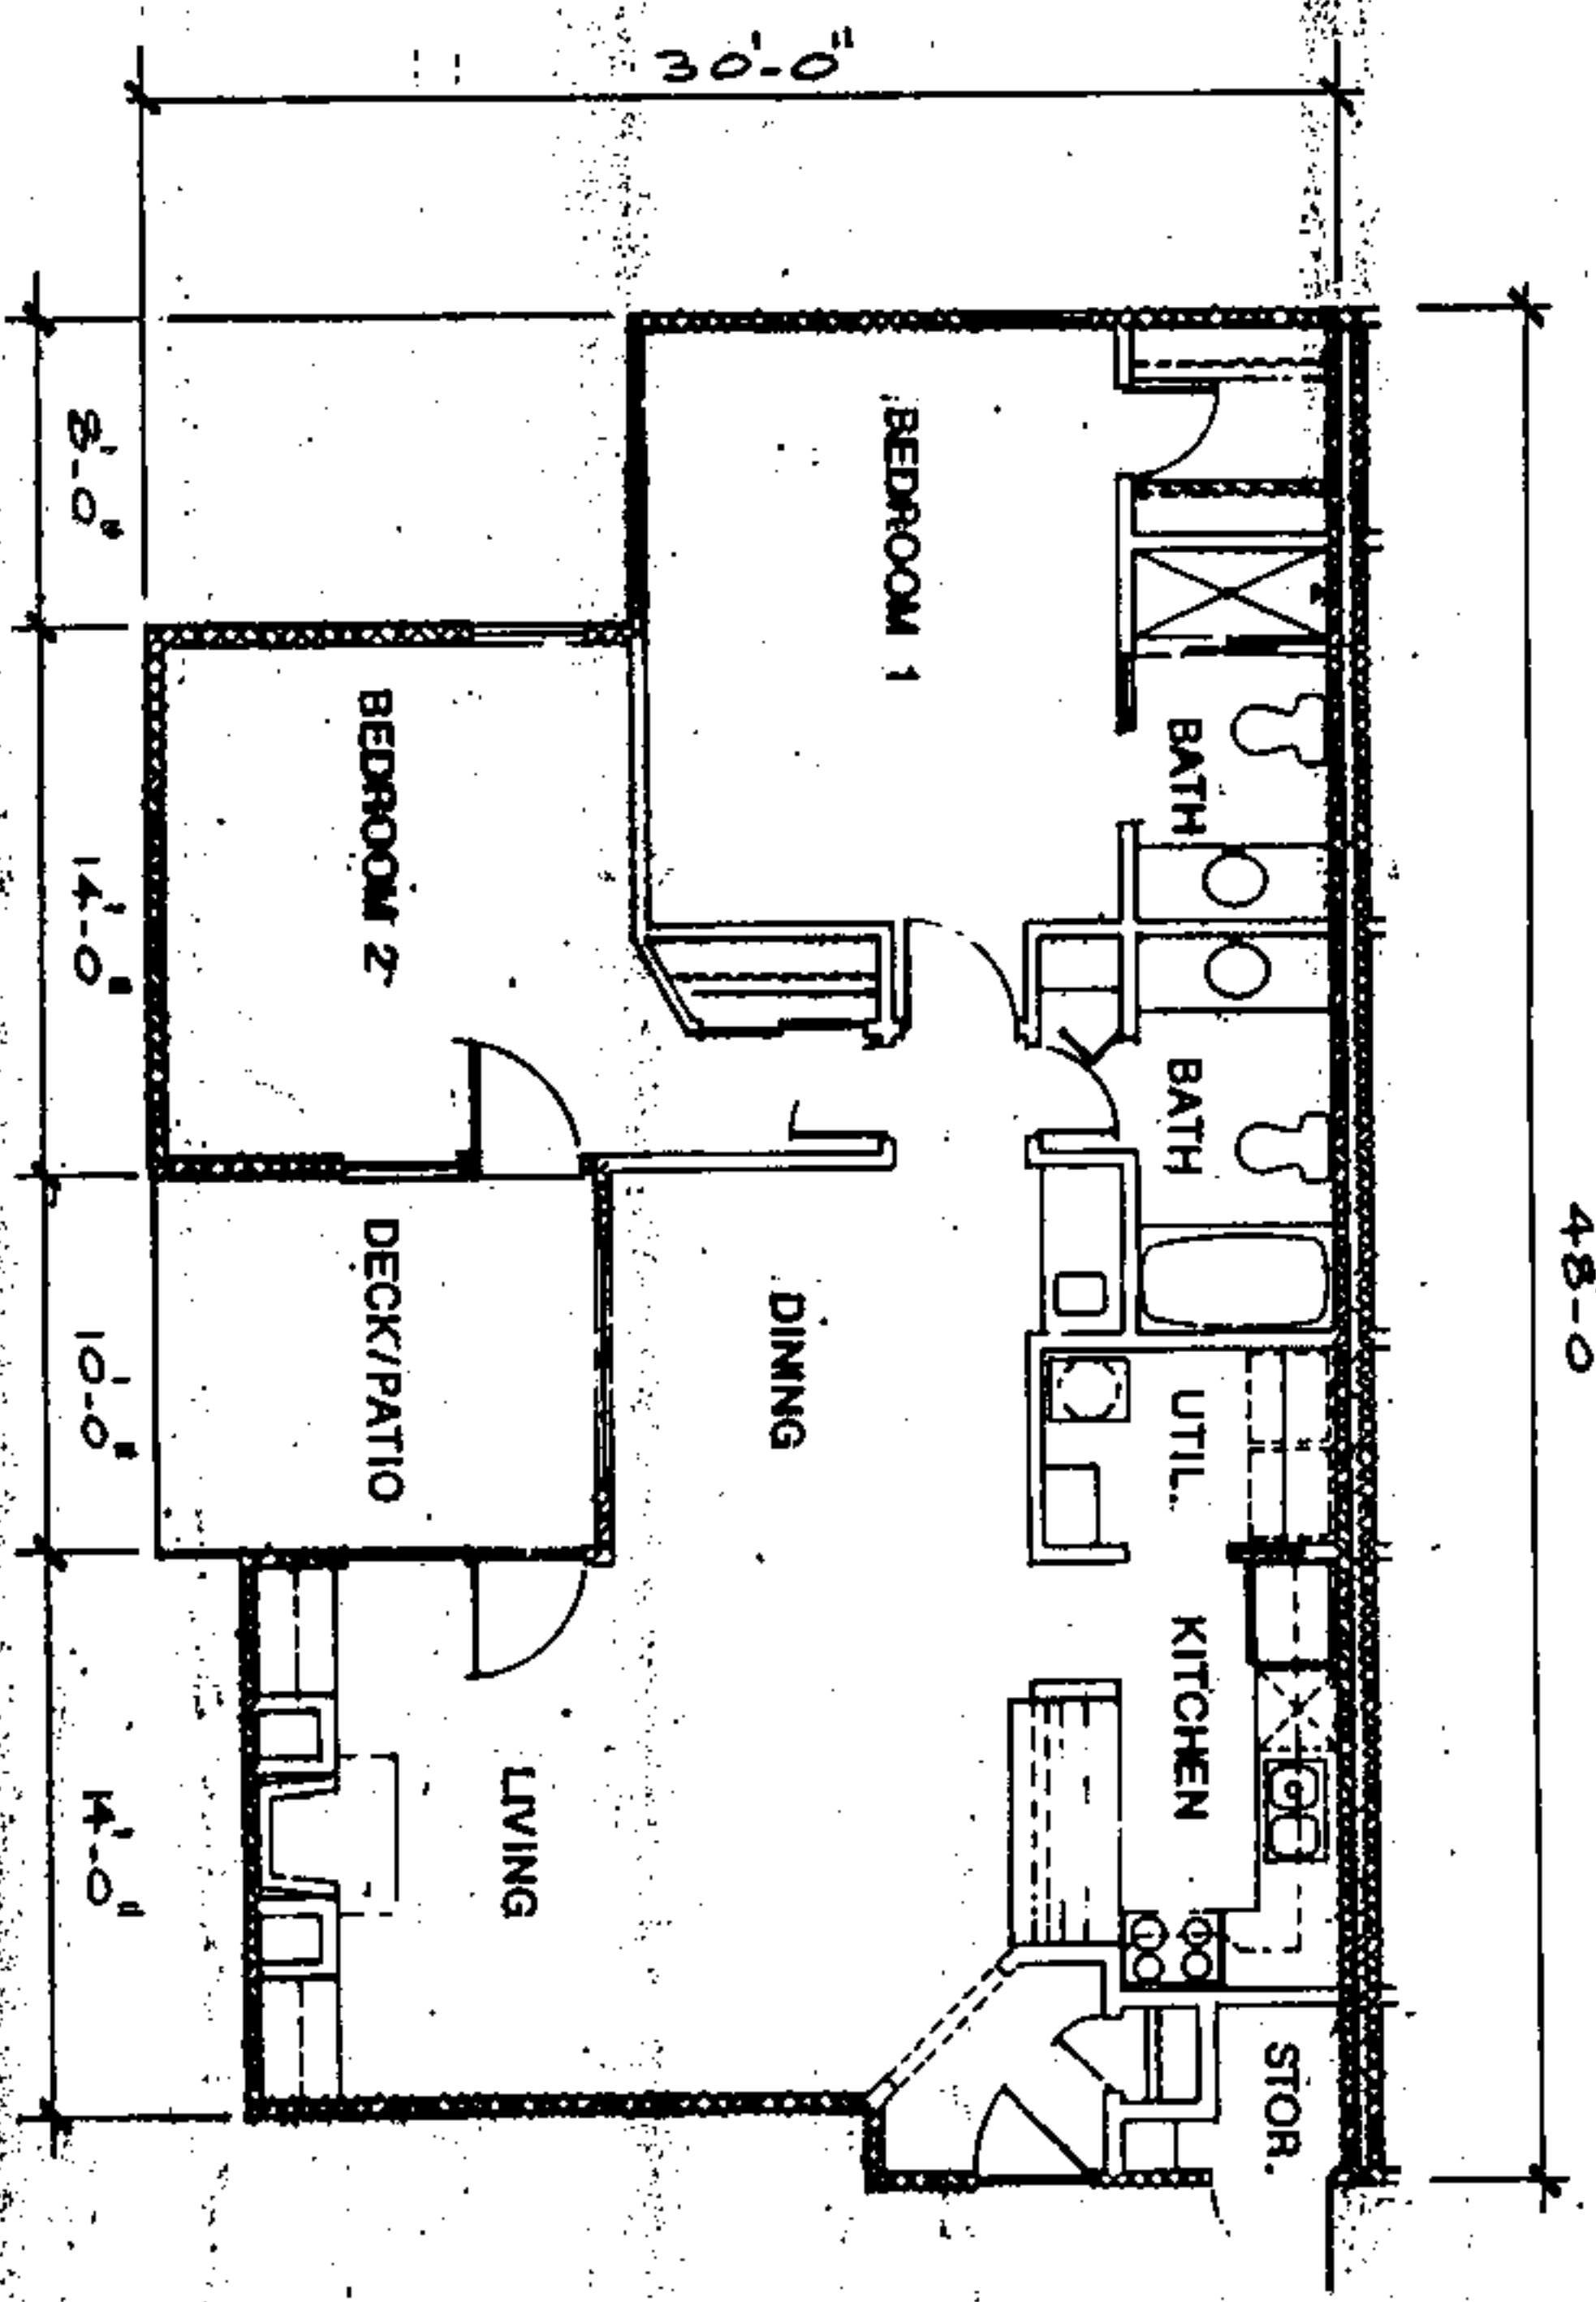 48-0
STOR.
KITCHEN
UTIL.
BATH
BATH
BEDROOM 1
DINING
LIVING
30'-0"
BEDROOM 2
DECK/PATIO
8'-0"
14'-0"
10'-0"
14'-0"